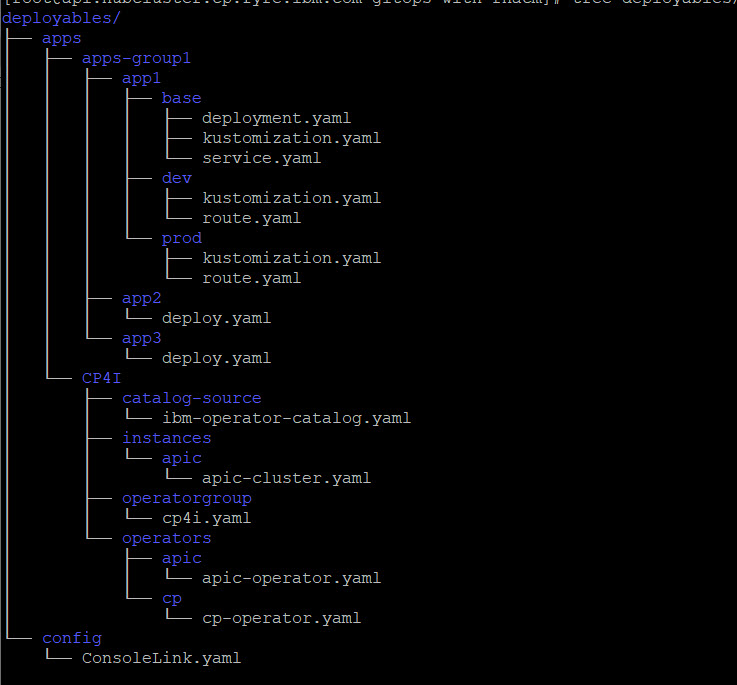 deployables/
├── apps
│   ├── apps-group1
│   │   ├── app1
│   │   │   ├── base
│   │   │   │   ├── deployment.yaml
│   │   │   │   ├── kustomization.yaml
│   │   │   │   └── service.yaml
│   │   │   ├── dev
│   │   │   │   ├── kustomization.yaml
│   │   │   │   └── route.yaml
│   │   │   └── prod
│   │   │       ├── kustomization.yaml
│   │   │       └── route.yaml
│   │   ├── app2
│   │   │   └── deploy.yaml
│   │   └── app3
│   │       └── deploy.yaml
│   └── CP4I
│       ├── catalog-source
│       │   └── ibm-operator-catalog.yaml
│       ├── instances
│       │   └── apic
│       │       └── apic-cluster.yaml
│       ├── operatorgroup
│       │   └── cp4i.yaml
│       └── operators
│           ├── apic
│           │   └── apic-operator.yaml
│           └── cp
│               └── cp-operator.yaml
└── config
    └── ConsoleLink.yaml